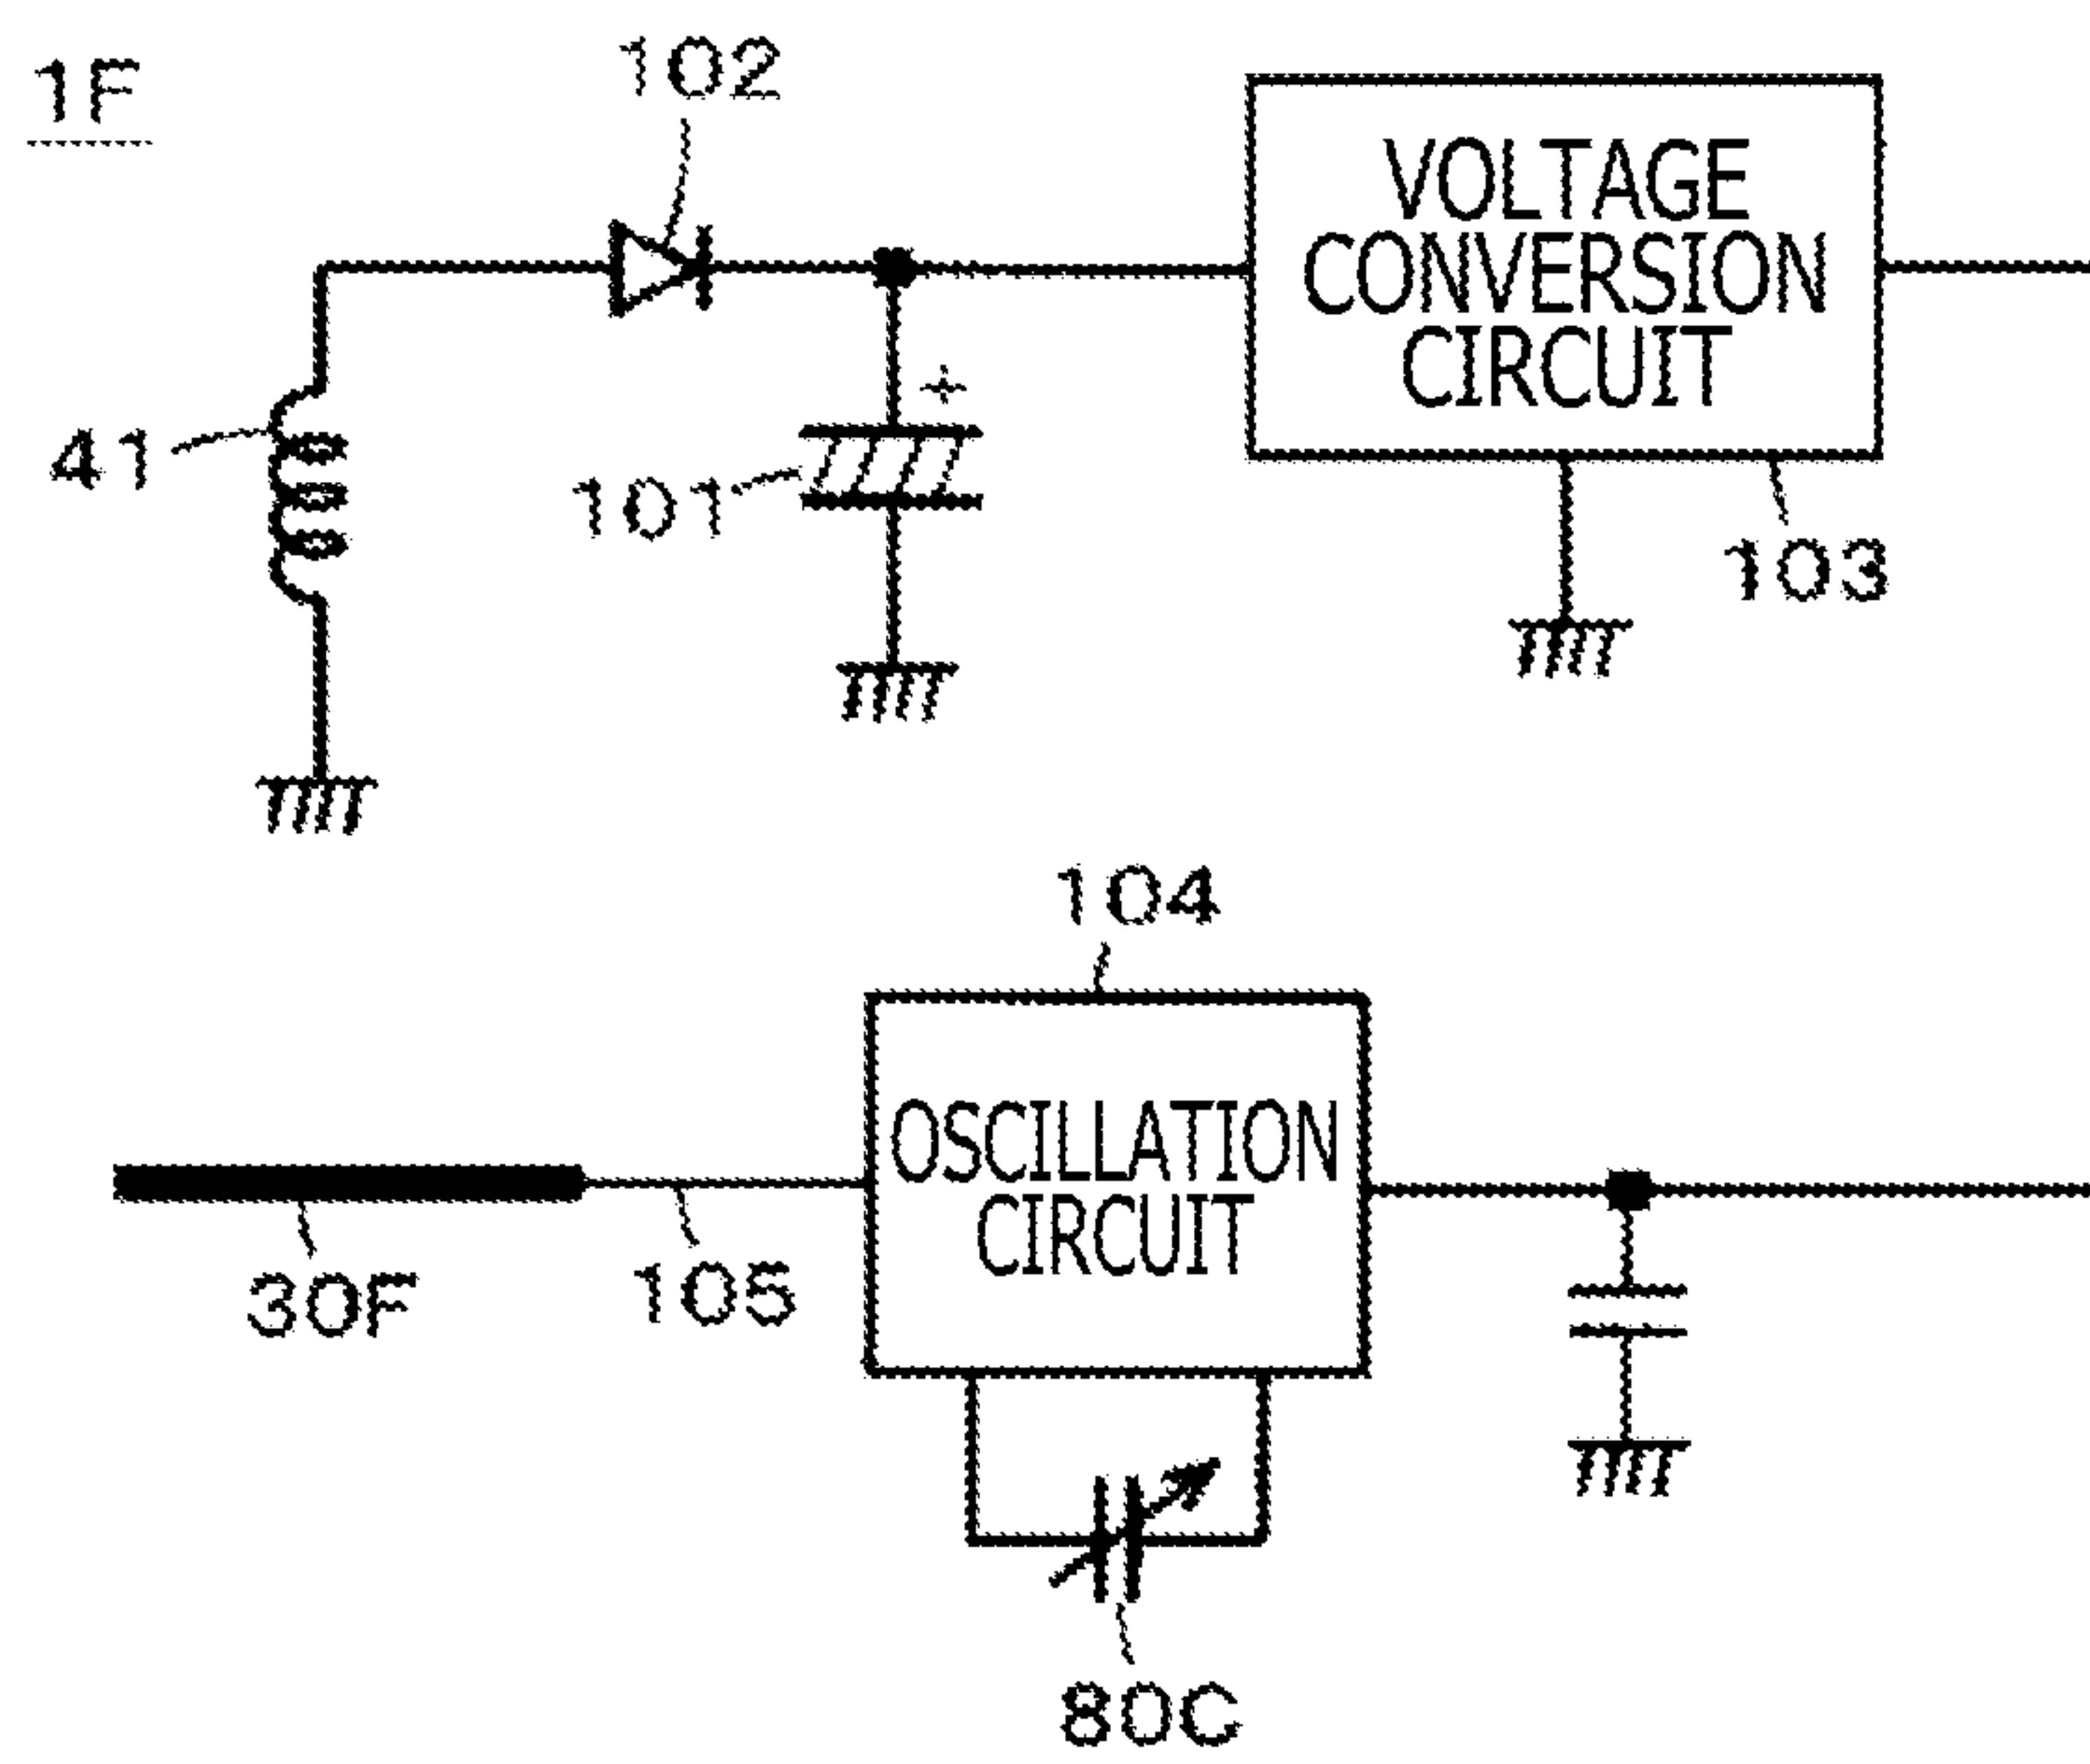 1F
102
VOLTAGE
CONVERSION
CIRCUIT
41
+
101
103
104
OSCILLATION
CIRCUIT
30F
105
80C